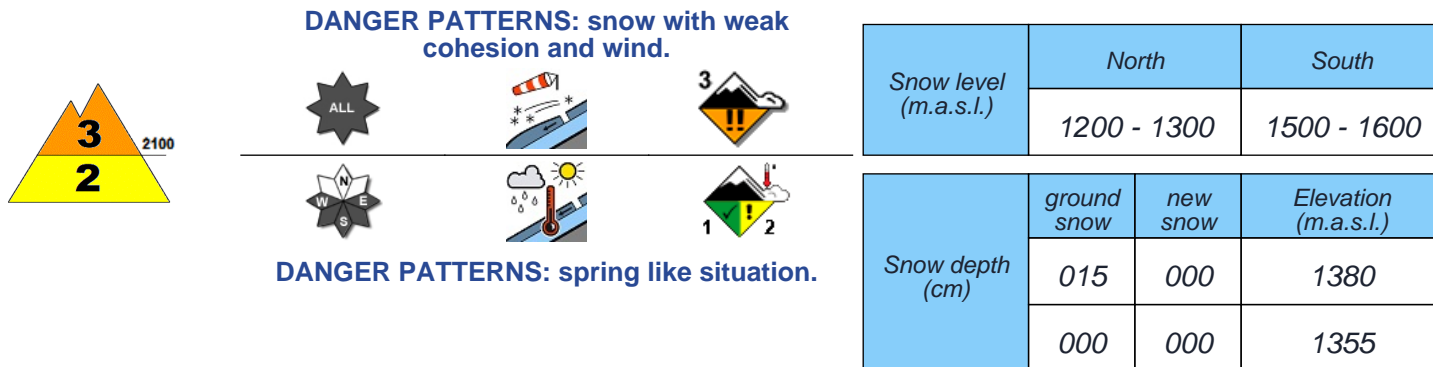 DANGER PATTERNS: snow with weak
cohesion and wind.
3
2100
2
ALL
3
!!
N
W E
S
!
1 2
DANGER PATTERNS: spring like situation.
Snow level
(m.a.s.l.)
North South
1200 - 1300 1500 - 1600
Snow depth
(cm)
ground
snow
new
snow
Elevation
(m.a.s.l.)
015 000 1380
000 000 1355